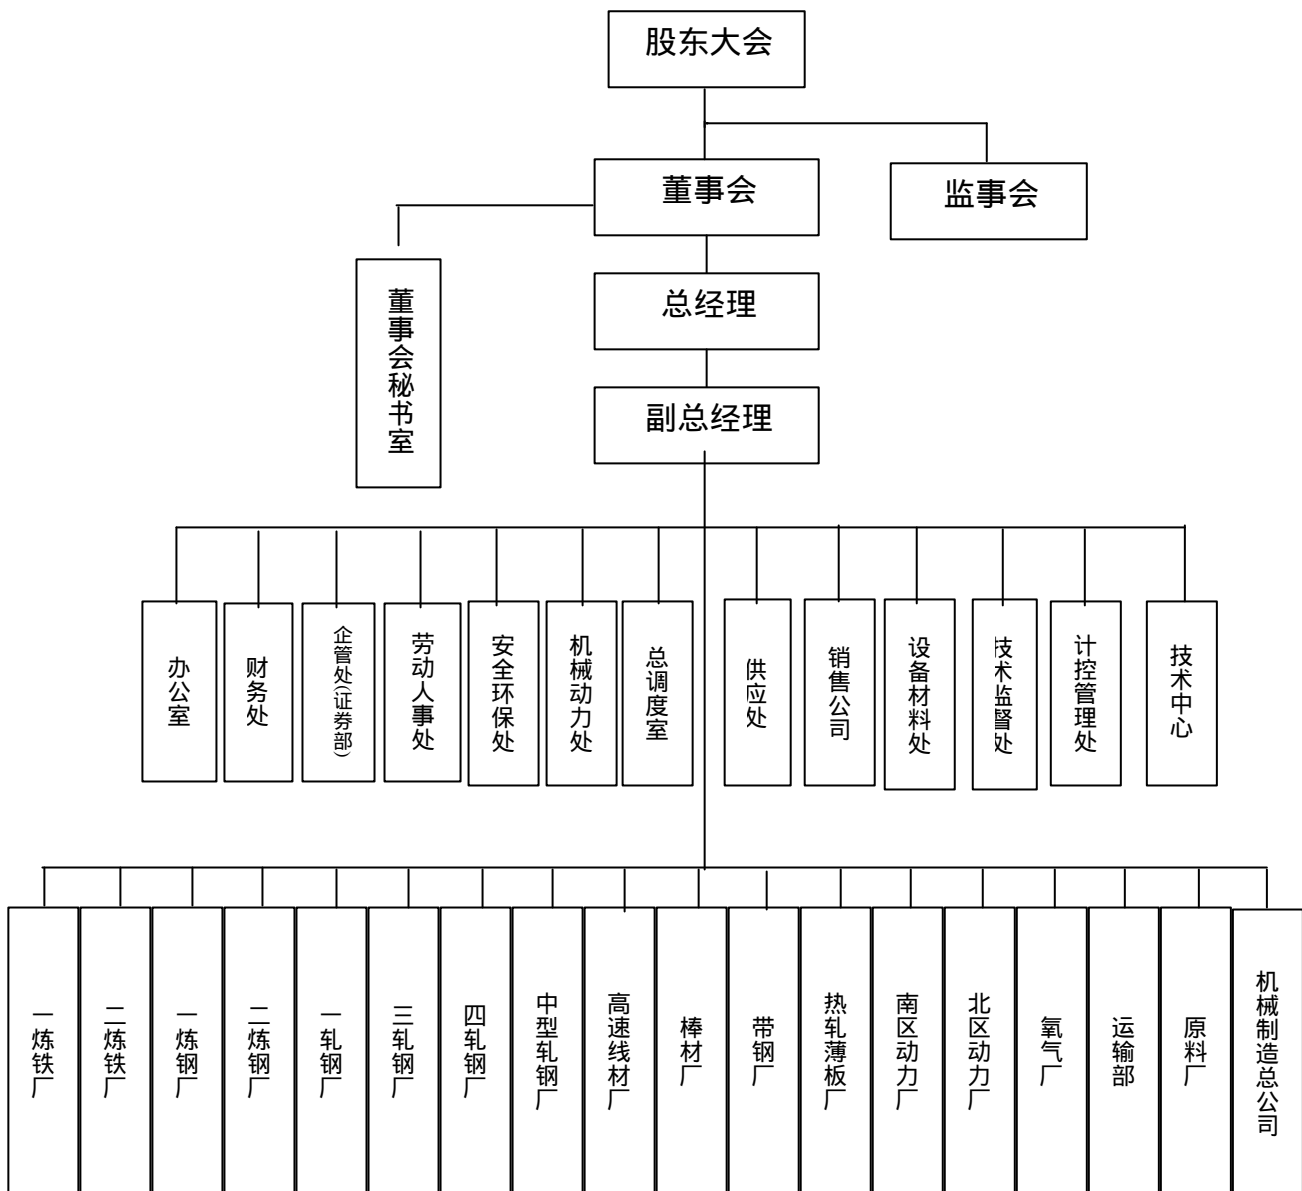 股东大会
董事会
监事会
董事会秘书室
总经理
副总经理
办公室
财务处
企管处(证券部)
劳动人事处
安全环保处
机械动力处
总调度室
供应处
销售公司
设备材料处
技术监督处
计控管理处
技术中心
一炼铁厂
二炼铁厂
一炼钢厂
二炼钢厂
一轧钢厂
三轧钢厂
四轧钢厂
中型轧钢厂
高速线材厂
棒材厂
带钢厂
热轧薄板厂
南区动力厂
北区动力厂
氧气厂
运输部
原料厂
机械制造总公司